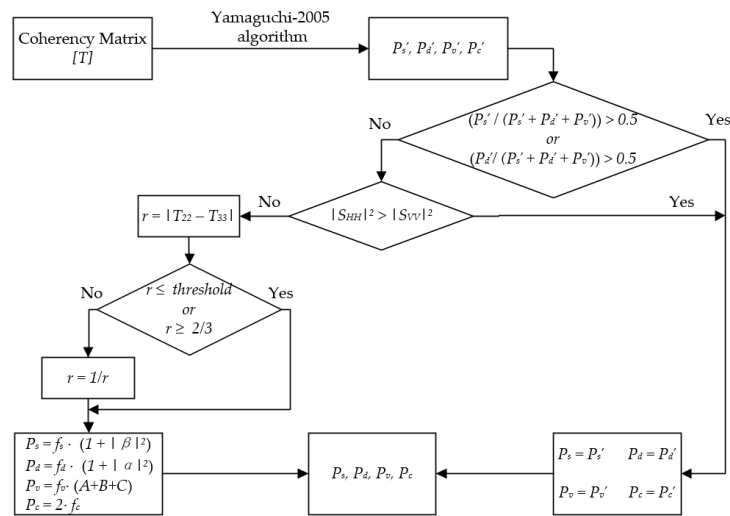 Coherency Matrix
[T]
Yamaguchi-2005
algorithm
Ps′, Pd′, Pv′, Pc′
(Ps′ / (Ps′ + Pd′ + Pv′)) > 0.5
or
(Pd′/ (Ps′ + Pd′ + Pv′)) > 0.5
No
Yes
|SHH|² > |SVV|²
No
Yes
r = |T22 – T33|
r ≤ threshold
or
r ≥ 2/3
No
Yes
r = 1/r
Ps = fs · (1 + | β|²)
Pd = fd · (1 + | α|²)
Pv = fv· (A+B+C)
Pc = 2· fc
Ps, Pd, Pv, Pc
Ps = Ps′ Pd = Pd′
Pv = Pv′ Pc = Pc′